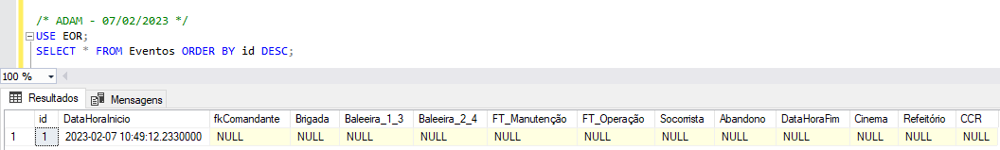 /* ADAM - 07/02/2023 */
USE EOR;
SELECT * FROM Eventos ORDER BY id DESC;
100 %
Resultados Mensagens
id DataHoraInicio fkComandante Brigada Baleeira_1_3 Baleeira_2_4 FT_Manutenção FT_Operação Socorrista Abandono DataHoraFim Cinema Refeitório CCR
1 1 2023-02-07 10:49:12.2330000 NULL NULL NULL NULL NULL NULL NULL NULL NULL NULL NULL NULL